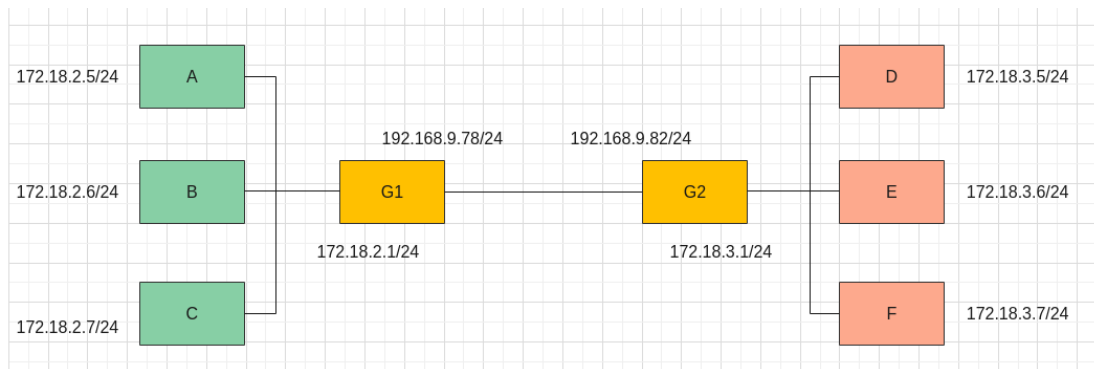 172.18.2.5/24
A
D
172.18.3.5/24
192.168.9.78/24
192.168.9.82/24
172.18.2.6/24
B
G1
G2
E
172.18.3.6/24
172.18.2.1/24
172.18.3.1/24
172.18.2.7/24
C
F
172.18.3.7/24